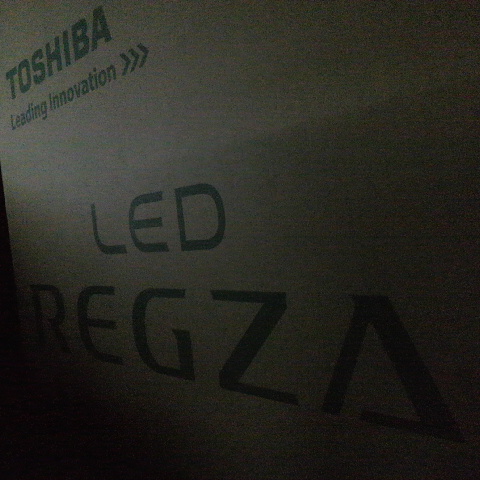 TOSHIBA
Leading Innovation >>>
LED
REGZA